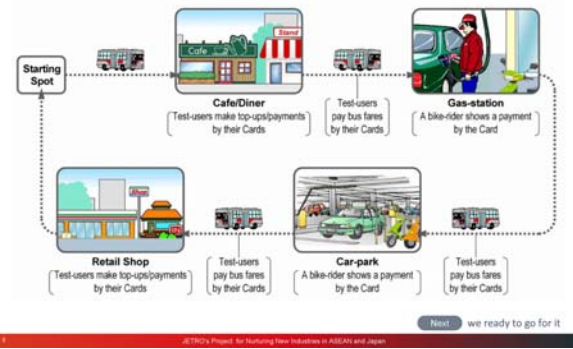 Starting
Spot
Cafe
Stand
Cafe/Diner
Test-users make top-ups/payments
by their Cards
Test-users
pay bus fares
by their Cards
Gas-station
A bike-rider shows a payment
by the Card
Shop
Retail Shop
Test-users make top-ups/payments
by their Cards
Test-users
pay bus fares
by their Cards
Car-park
A bike-rider shows a payment
by the Card
Test-users
pay bus fares
by their Cards
Next we ready to go for it
JETRO's Project for Nurturing New Industries in ASEAN and Japan